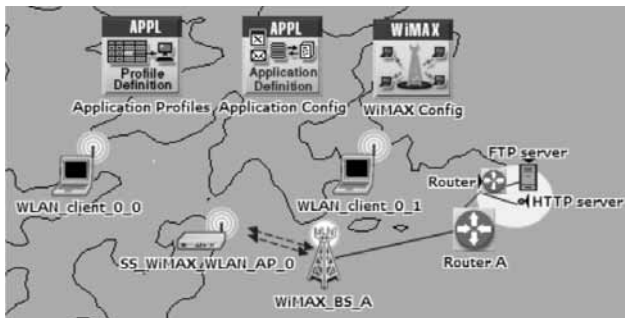 APPL
Profile
Definition
Application Profiles
APPL
Application
Definition
Application Config
WiMAX
WiMAX Config
FTP server
Router
HTTP server
WLAN_client_0_0
WLAN_client_0_1
SS_WiMAX_WLAN_AP_0
Router A
WiMAX_BS_A